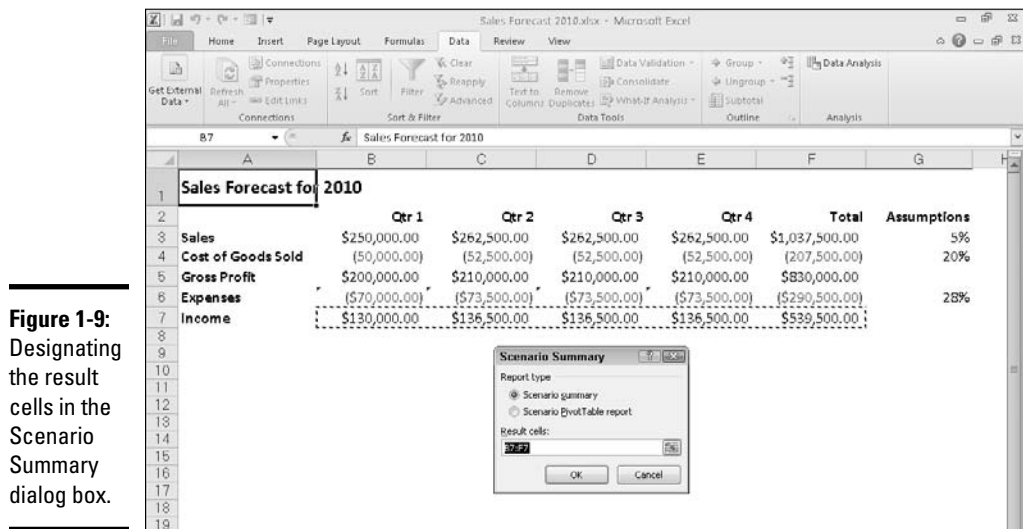 Sales Forecast 2010.xlsx - Microsoft Excel
File Home Insert Page Layout Formulas Data Review View
Get External Data
Refresh All
Connections
Properties
Edit Links
Connections
Sort
Filter
Clear
Reapply
Advanced
Sort & Filter
Text to Columns
Remove Duplicates
Data Validation
Consolidate
What-If Analysis
Data Tools
Group
Ungroup
Subtotal
Outline
Data Analysis
Analysis
B7 fx Sales Forecast for 2010
A B C D E F G H
1 Sales Forecast for 2010
2 Qtr 1 Qtr 2 Qtr 3 Qtr 4 Total Assumptions
3 Sales $250,000.00 $262,500.00 $262,500.00 $262,500.00 $1,037,500.00 5%
4 Cost of Goods Sold (50,000.00) (52,500.00) (52,500.00) (52,500.00) (207,500.00) 20%
5 Gross Profit $200,000.00 $210,000.00 $210,000.00 $210,000.00 $830,000.00
6 Expenses ($70,000.00) ($73,500.00) ($73,500.00) ($73,500.00) ($290,500.00) 28%
7 Income $130,000.00 $136,500.00 $136,500.00 $136,500.00 $539,500.00
8
9
10
11
12
13
14
15
16
17
18
19
Scenario Summary
Report type
Scenario summary
Scenario PivotTable report
Result cells:
B7:F7
OK Cancel
Figure 1-9:
Designating
the result
cells in the
Scenario
Summary
dialog box.